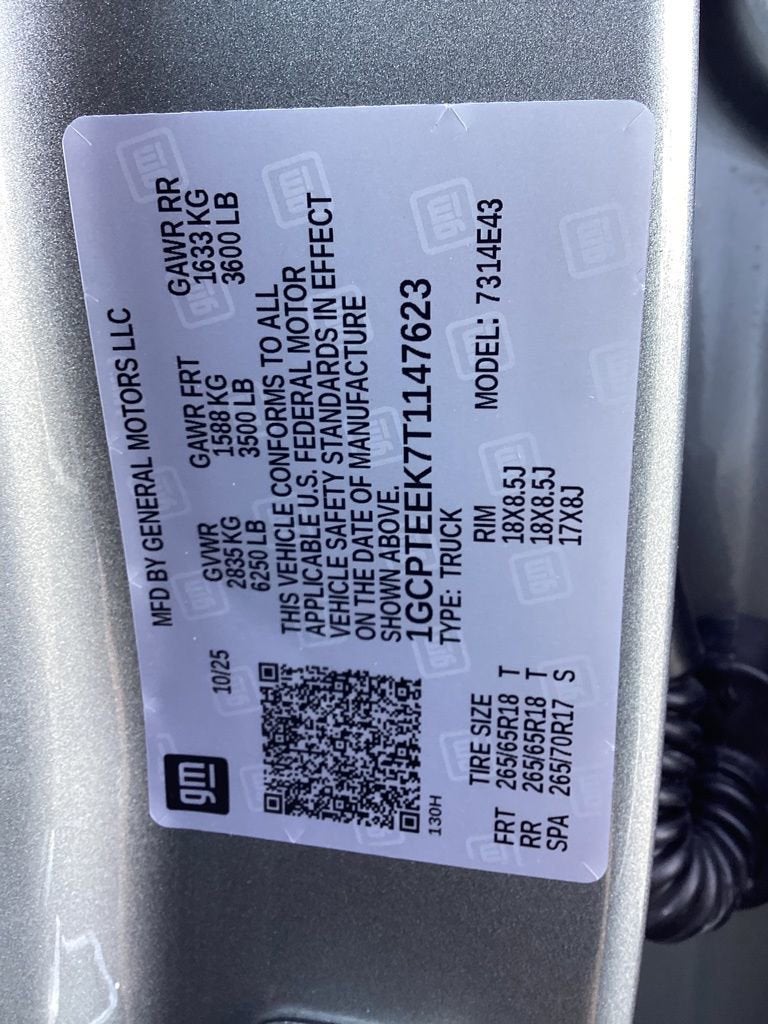 MFD BY GENERAL MOTORS LLC
10/25
GVWR
2835 KG
6250 LB
GAWR FRT
1588 KG
3500 LB
GAWR RR
1633 KG
3600 LB
THIS VEHICLE CONFORMS TO ALL
APPLICABLE U.S. FEDERAL MOTOR
VEHICLE SAFETY STANDARDS IN EFFECT
ON THE DATE OF MANUFACTURE
SHOWN ABOVE.
1GCPTEEK7T1147623
TYPE: TRUCK
MODEL: 7314E43
gm
130H
TIRE SIZE RIM
FRT 265/65R18 T 18X8.5J
RR 265/65R18 T 18X8.5J
SPA 265/70R17 S 17X8J